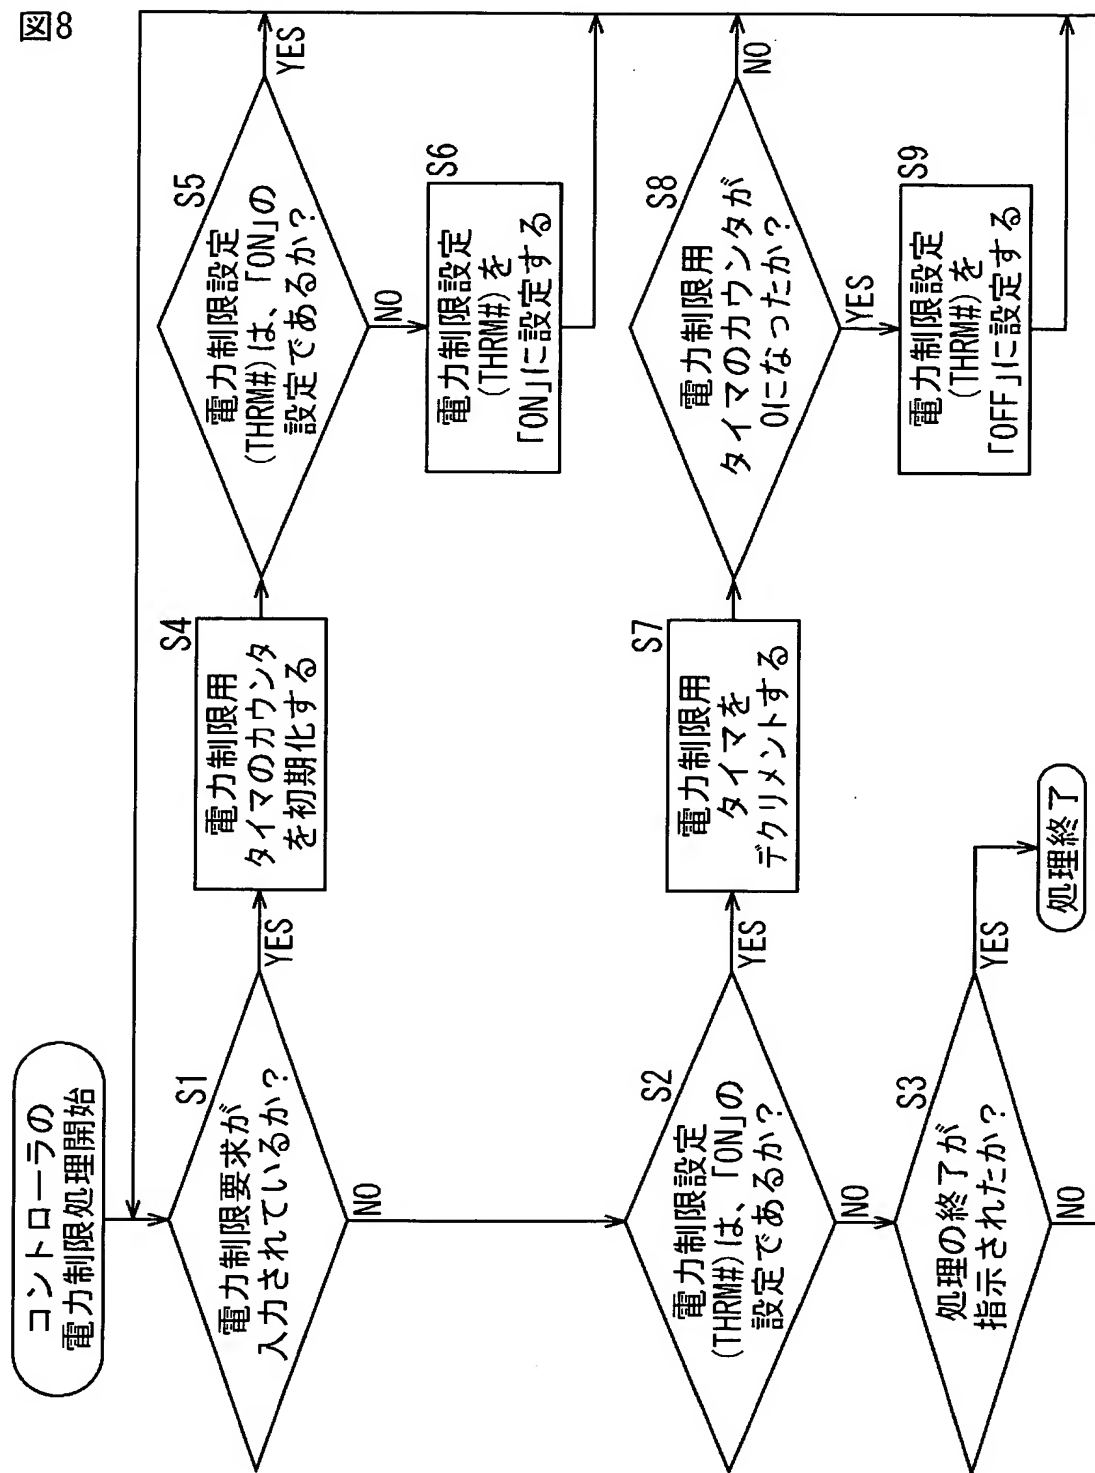 図8
コントローラの
電力制限処理開始
S1
電力制限要求が
入力されているか?
YES
NO
S4
電力制限用
タイマのカウンタ
を初期化する
S5
電力制限設定
(THRM#)は、「ON」の
設定であるか?
YES
NO
S6
電力制限設定
(THRM#)を
「ON」に設定する
S2
電力制限設定
(THRM#)は、「ON」の
設定であるか?
YES
NO
S7
電力制限用
タイマを
デクリメントする
S8
電力制限用
タイマのカウンタが
0になったか?
NO
YES
S9
電力制限設定
(THRM#)を
「OFF」に設定する
S3
処理の終了が
指示されたか?
YES
NO
処理終了